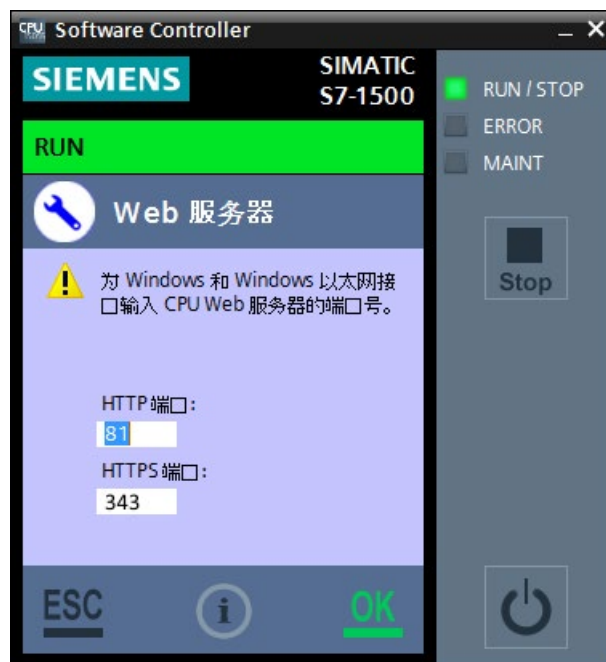 CPU
Software Controller
SIEMENS
SIMATIC
S7-1500
RUN / STOP
ERROR
MAINT
RUN
Web 服务器
Stop
为 Windows 和 Windows 以太网接
口输入 CPU Web 服务器的端口号。
HTTP 端口:
81
HTTPS 端口:
343
ESC
i
OK